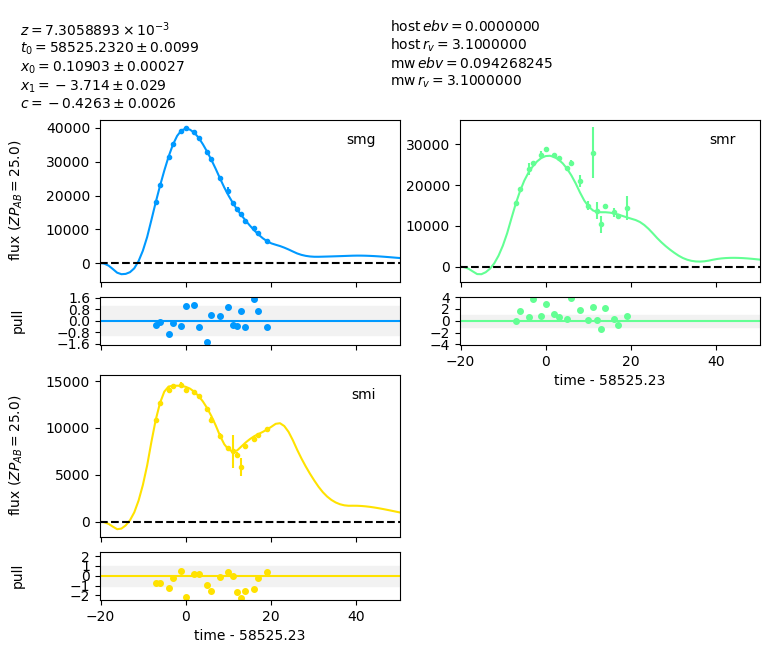 z = 7.3058893 × 10⁻³
t₀ = 58525.2320 ± 0.0099
x₀ = 0.10903 ± 0.00027
x₁ = −3.714 ± 0.029
c = −0.4263 ± 0.0026
host ebv = 0.0000000
host r_v = 3.1000000
mw ebv = 0.094268245
mw r_v = 3.1000000
flux (ZP_AB = 25.0)
40000
30000
20000
10000
0
smg
pull
1.6
0.8
0.0
−0.8
−1.6
30000
20000
10000
0
smr
4
2
0
−2
−4
−20 0 20 40
time - 58525.23
flux (ZP_AB = 25.0)
15000
10000
5000
0
smi
pull
2
1
0
−1
−2
−20 0 20 40
time - 58525.23